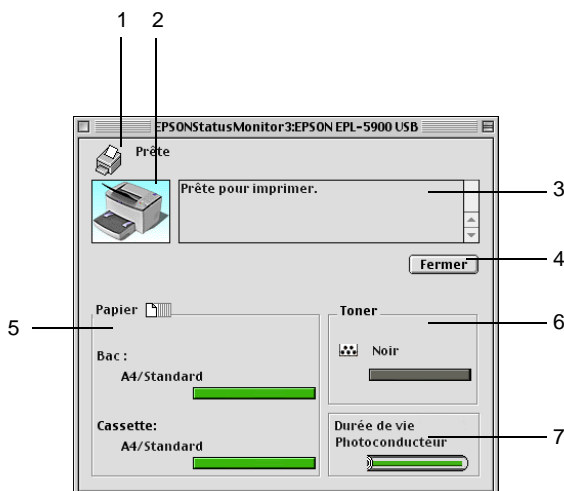 1 2
EPSONStatusMonitor3:EPSON EPL-5900 USB
Prête
Prête pour imprimer.
3
Fermer
4
Papier
5
Bac :
A4/Standard
Cassette:
A4/Standard
Toner
6
Noir
Durée de vie
Photoconducteur
7